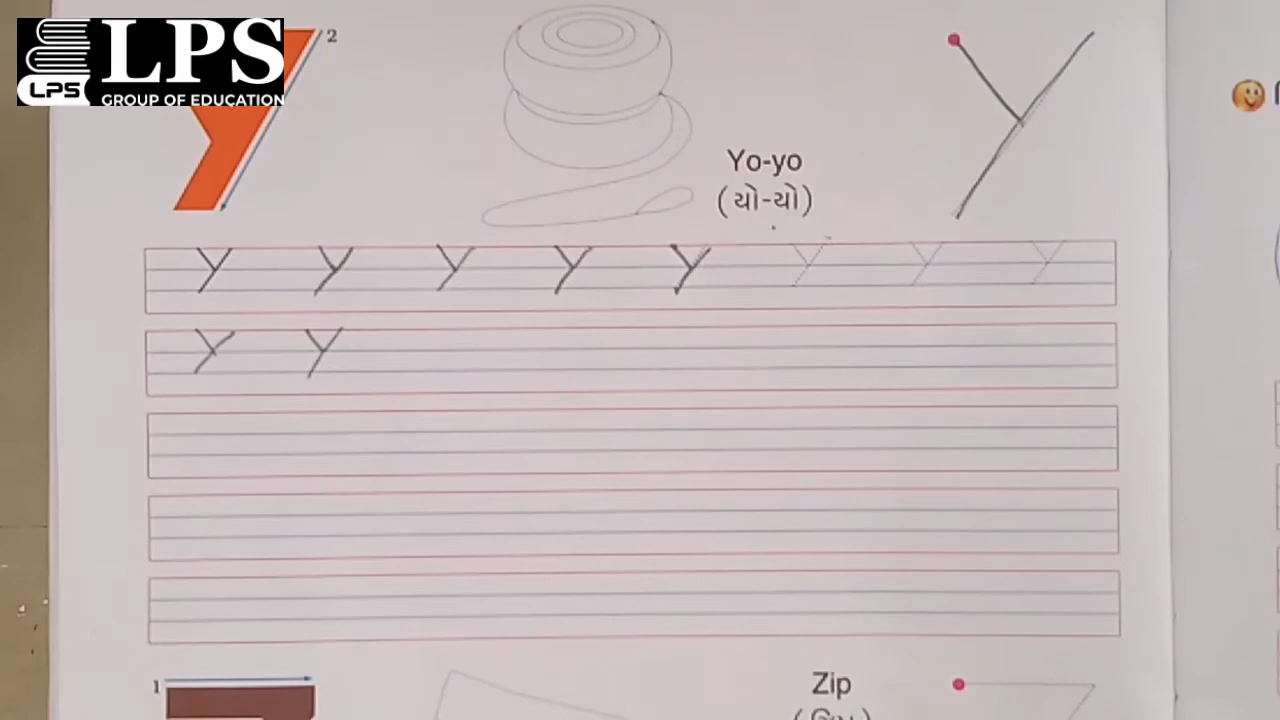 LPS
LPS
GROUP OF EDUCATION
2
Yo-yo
(યો-યો)
Y Y Y Y Y Y Y Y
Y Y
1
Zip